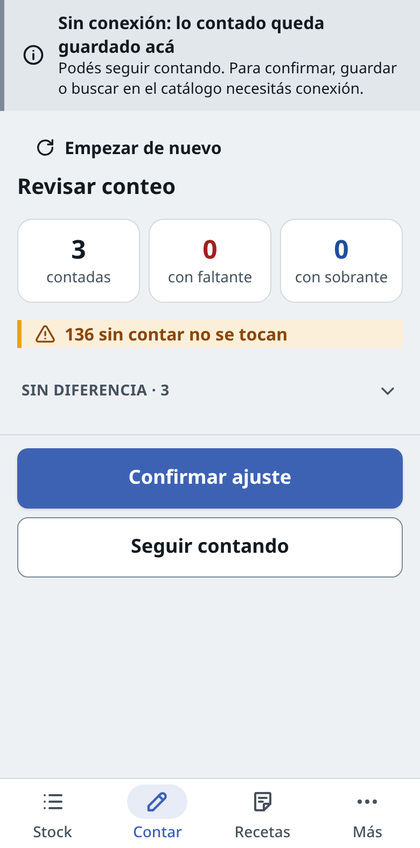 Sin conexión: lo contado queda
guardado acá
Podés seguir contando. Para confirmar, guardar
o buscar en el catálogo necesitás conexión.
Empezar de nuevo
Revisar conteo
3
contadas
0
con faltante
0
con sobrante
136 sin contar no se tocan
SIN DIFERENCIA · 3
Confirmar ajuste
Seguir contando
Stock
Contar
Recetas
Más